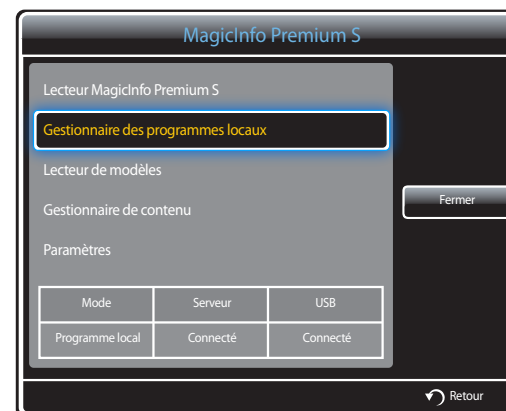 MagicInfo Premium S
Lecteur MagicInfo Premium S
Gestionnaire des programmes locaux
Lecteur de modèles
Gestionnaire de contenu
Fermer
Paramètres
Mode Serveur USB
Programme local Connecté Connecté
Retour